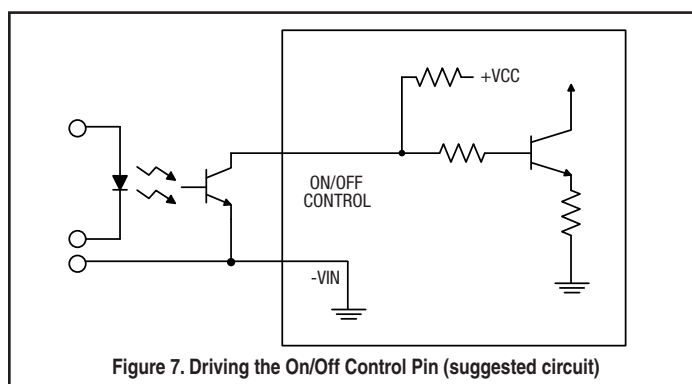 +VCC
ON/OFF
CONTROL
-VIN
Figure 7. Driving the On/Off Control Pin (suggested circuit)